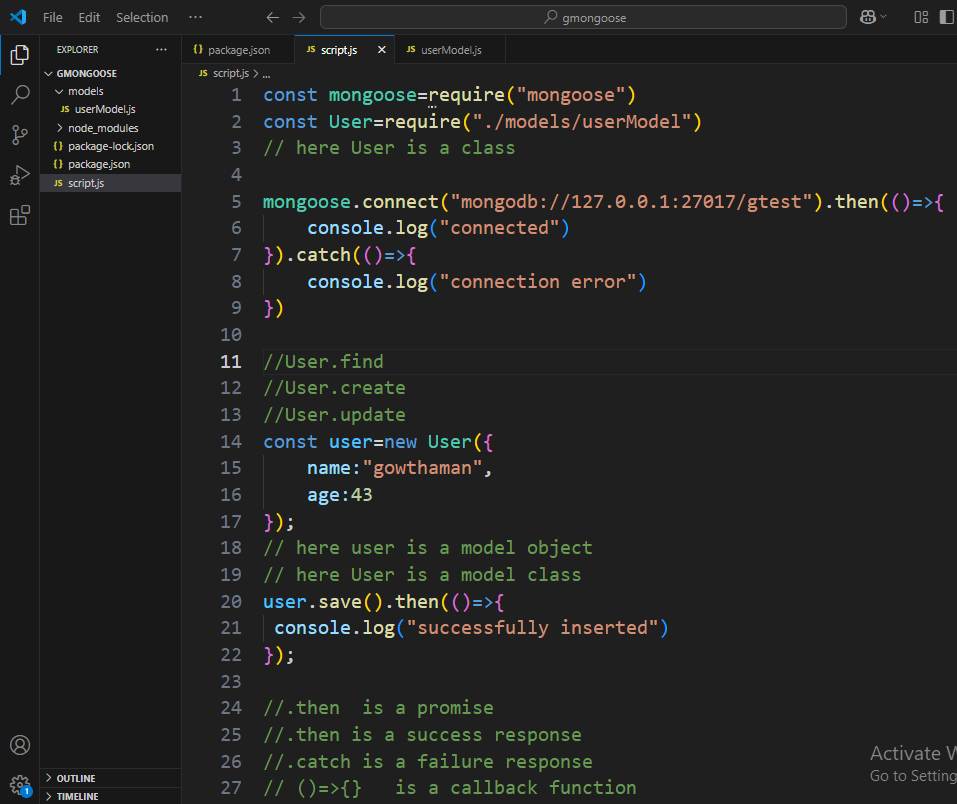 File Edit Selection ··· gmongoose
EXPLORER ···
GMONGOOSE
models
JS userModel.js
node_modules
{} package-lock.json
{} package.json
JS script.js
OUTLINE
TIMELINE
1
{} package.json JS script.js × JS userModel.js
JS script.js > ...
1 const mongoose=require("mongoose")
2 const User=require("./models/userModel")
3 // here User is a class
4
5 mongoose.connect("mongodb://127.0.0.1:27017/gtest").then(()=>{
6     console.log("connected")
7 }).catch(()=>{
8     console.log("connection error")
9 })
10
11 //User.find
12 //User.create
13 //User.update
14 const user=new User({
15     name:"gowthaman",
16     age:43
17 });
18 // here user is a model object
19 // here User is a model class
20 user.save().then(()=>{
21  console.log("successfully inserted")
22 });
23
24 //.then  is a promise
25 //.then is a success response
26 //.catch is a failure response
27 // ()=>{}   is a callback function
Activate W
Go to Setting